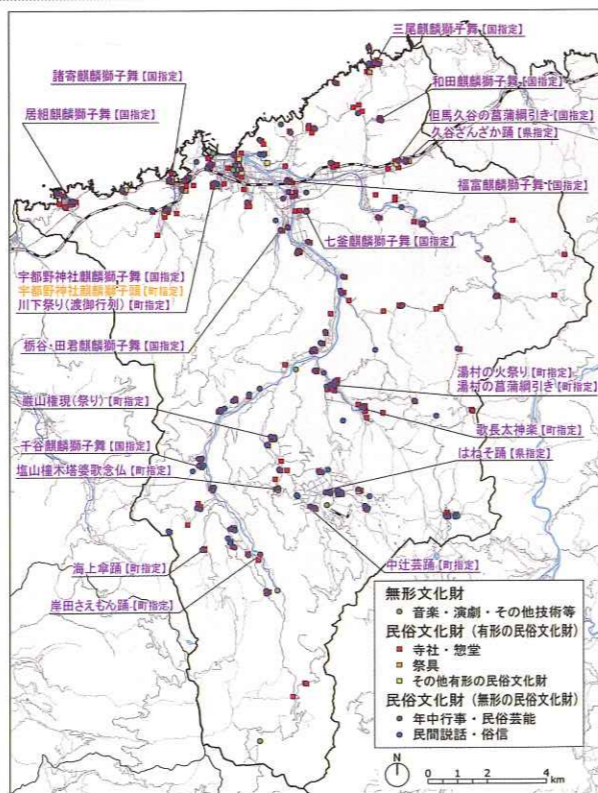 三尾麒麟獅子舞【国指定】
諸寄麒麟獅子舞【国指定】
和田麒麟獅子舞【国指定】
居組麒麟獅子舞【国指定】
但馬久谷の菖蒲綱引き【国指定】
久谷ざんざか踊【県指定】
福富麒麟獅子舞【国指定】
七釜麒麟獅子舞【国指定】
宇都野神社麒麟獅子舞【国指定】
宇都野神社麒麟獅子頭【町指定】
川下祭り(渡御行列)【町指定】
栃谷・田君麒麟獅子舞【国指定】
湯村の火祭り【町指定】
湯村の菖蒲綱引き【町指定】
巌山権現(祭り)【町指定】
歌長太神楽【町指定】
千谷麒麟獅子舞【国指定】
はねそ踊【県指定】
塩山橦木塔婆歌念仏【町指定】
海上傘踊【町指定】
中辻芸踊【町指定】
岸田さえもん踊【町指定】
無形文化財
音楽・演劇・その他技術等
民俗文化財(有形の民俗文化財)
寺社・惣堂
祭具
その他有形の民俗文化財
民俗文化財(無形の民俗文化財)
年中行事・民俗芸能
民間説話・俗信
N
0 1 2 4
km